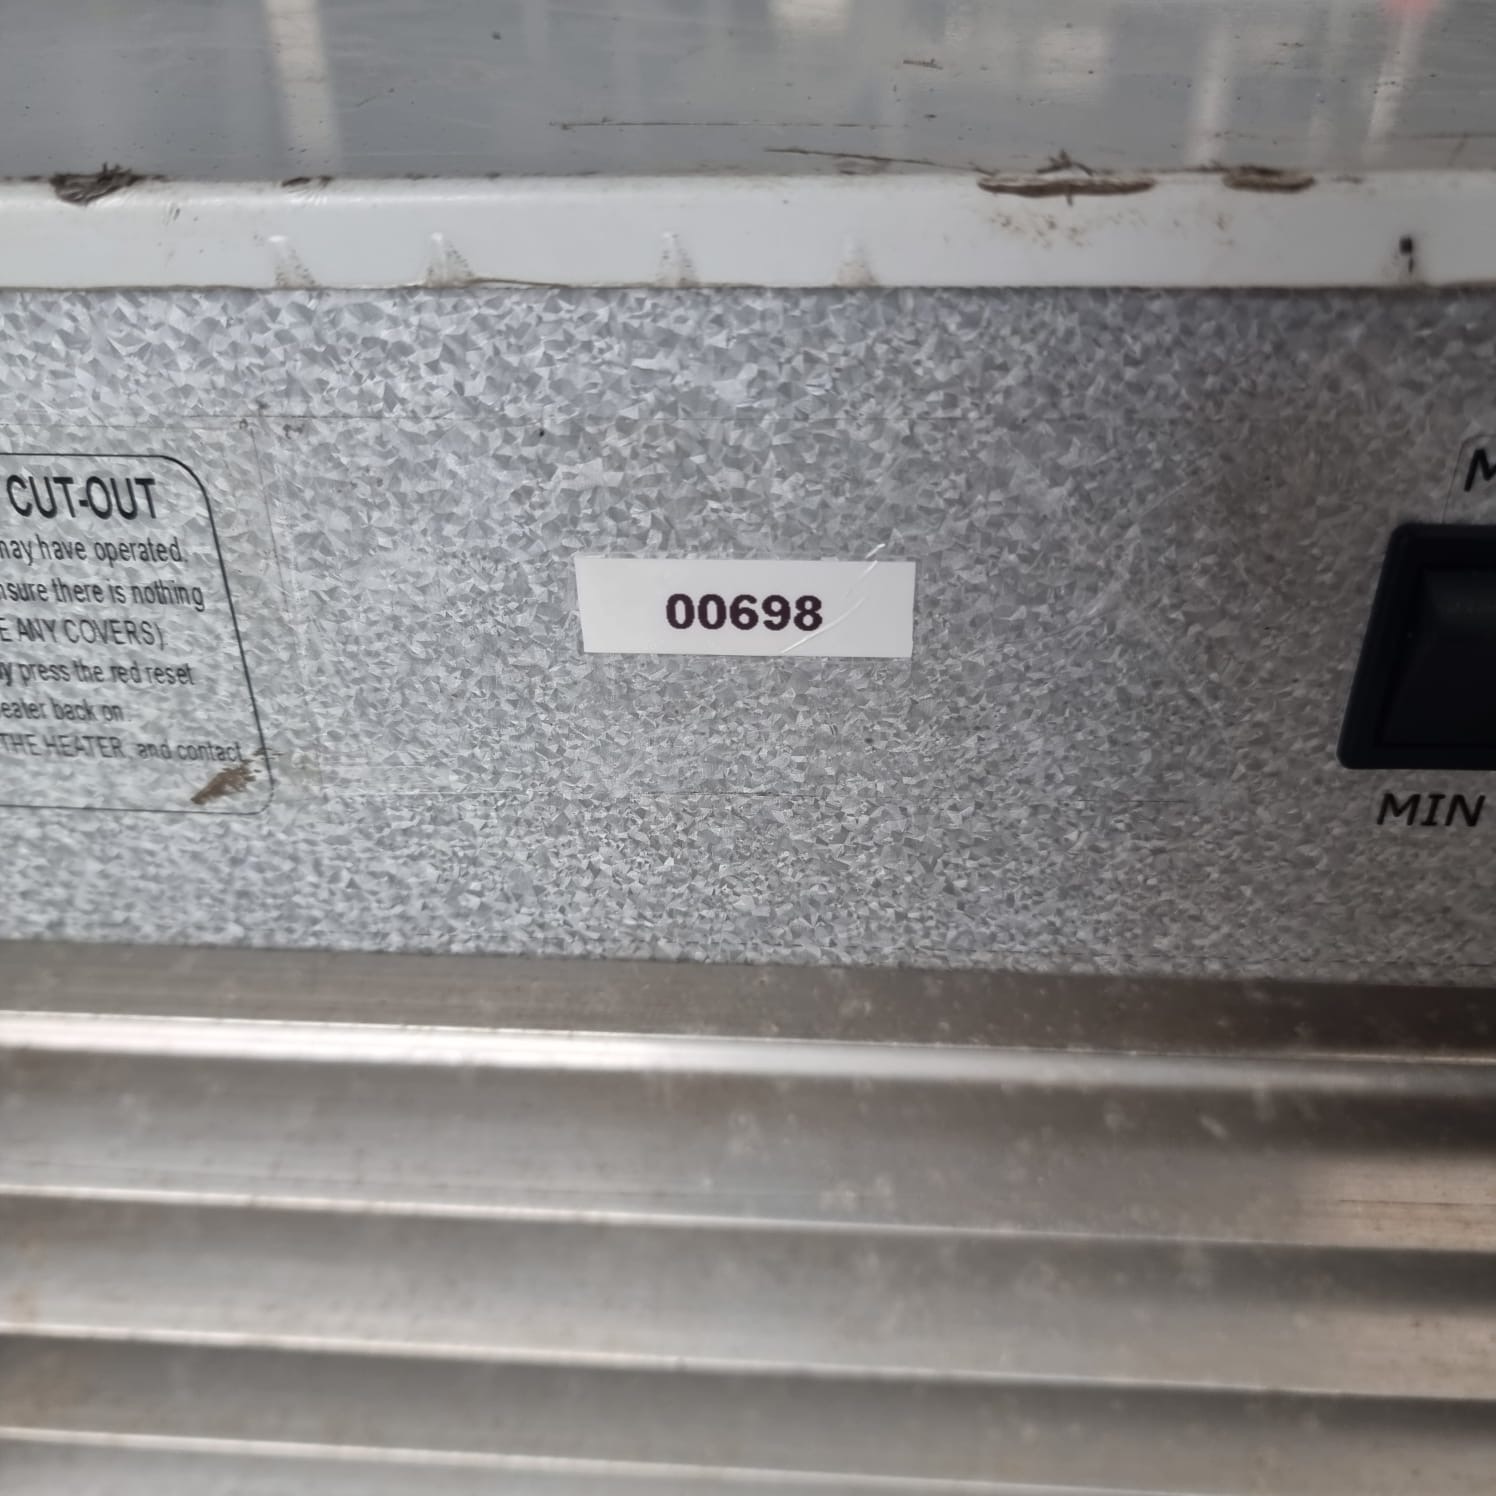 CUT-OUT
may have operated.
nsure there is nothing
E ANY COVERS)
ly press the red reset
eater back on
THE HEATER, and contact
00698
M
MIN